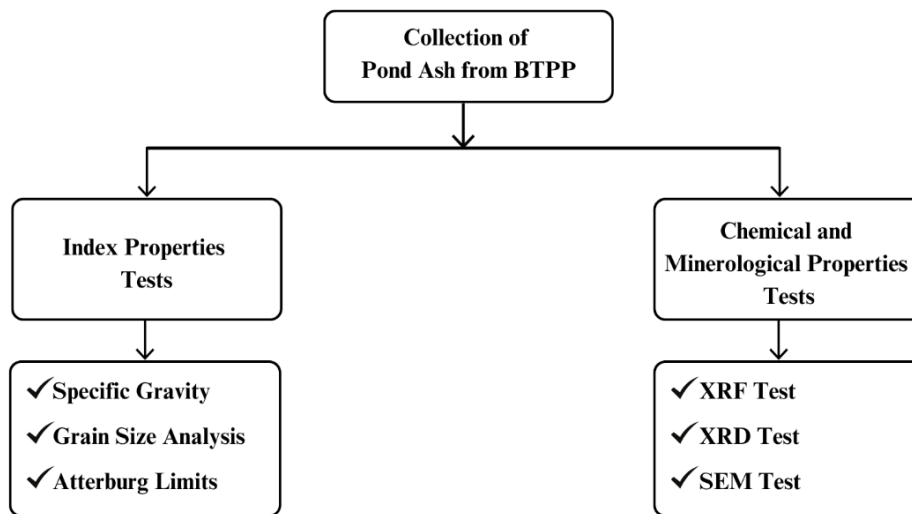 Collection of
Pond Ash from BTPP
Index Properties
Tests
Chemical and
Minerological Properties
Tests
✓Specific Gravity
✓Grain Size Analysis
✓Atterburg Limits
✓XRF Test
✓XRD Test
✓SEM Test